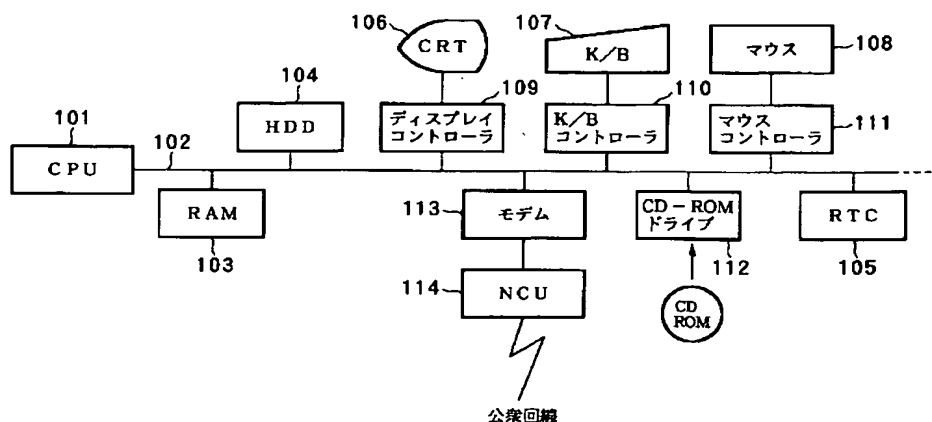 106
CRT
107
K/B
マウス
108
104
HDD
109
ディスプレイ
コントローラ
110
K/B
コントローラ
マウス
コントローラ
111
101
CPU
102
RAM
103
113
モデム
CD-ROM
ドライブ
112
RTC
105
114
NCU
CD
ROM
公衆回線